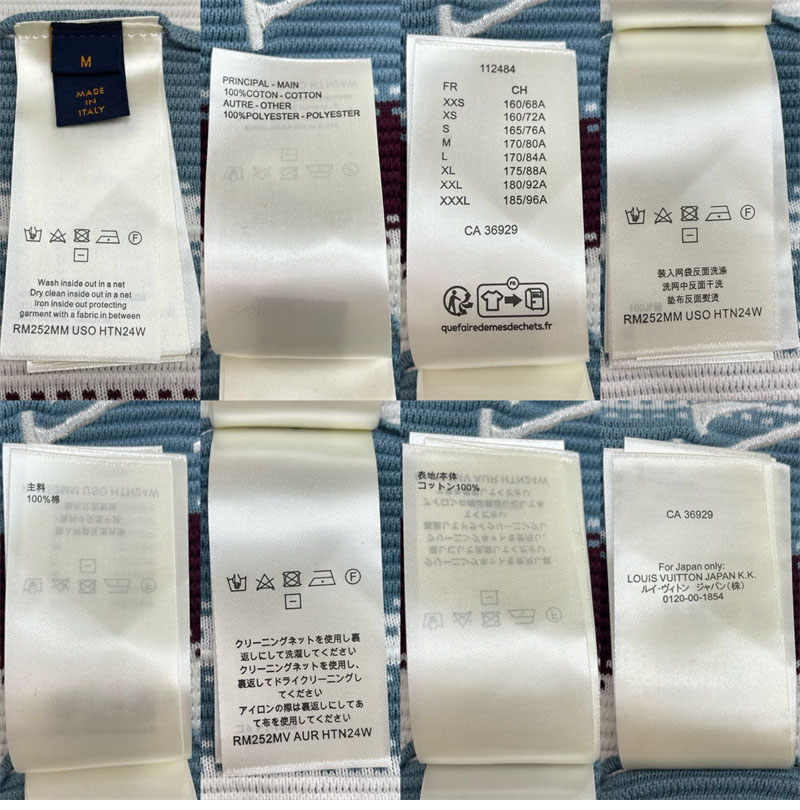 M
MADE
IN
ITALY
F
Wash inside out in a net
Dry clean inside out in a net
Iron inside out protecting
garment with a fabric in between
RM252MM USO HTN24W
PRINCIPAL - MAIN
100%COTON - COTTON
AUTRE - OTHER
100%POLYESTER - POLYESTER
112484
FR CH
XXS 160/68A
XS 160/72A
S 165/76A
M 170/80A
L 170/84A
XL 175/88A
XXL 180/92A
XXXL 185/96A
CA 36929
FR
quefairedemesdechets.fr
F
装入网袋反面洗涤
洗网中反面干洗
垫布反面熨烫
RM252MM USO HTN24W
主料
100%棉
F
クリーニングネットを使用し裏
返しにして洗濯してください
クリーニングネットを使用し、
裏返してドライクリーニングし
てください
アイロンの際は裏返しにしてあ
て布を使用してください
RM252MV AUR HTN24W
表地/本体
コットン100%
CA 36929
For Japan only:
LOUIS VUITTON JAPAN K.K.
ルイ・ヴィトン ジャパン(株)
0120-00-1854